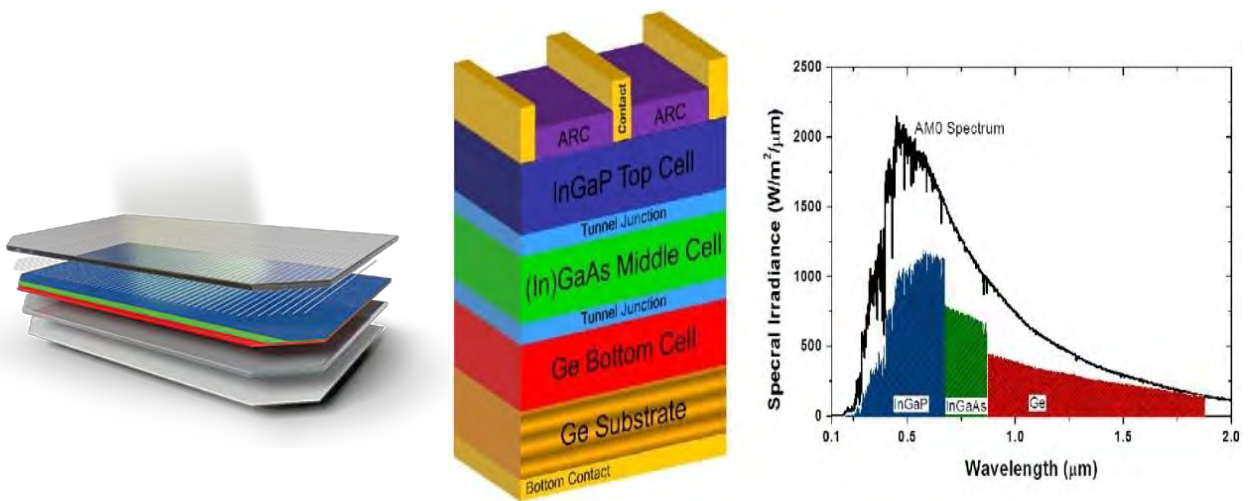 ARC
Contact
ARC
InGaP Top Cell
Tunnel Junction
(In)GaAs Middle Cell
Tunnel Junction
Ge Bottom Cell
Ge Substrate
Bottom Contact
2500
2000
1500
1000
500
0
Specral Irradiance (W/m²/μm)
AM0 Spectrum
InGaP
InGaAs
Ge
0.1
0.5
1.0
1.5
2.0
Wavelength (μm)